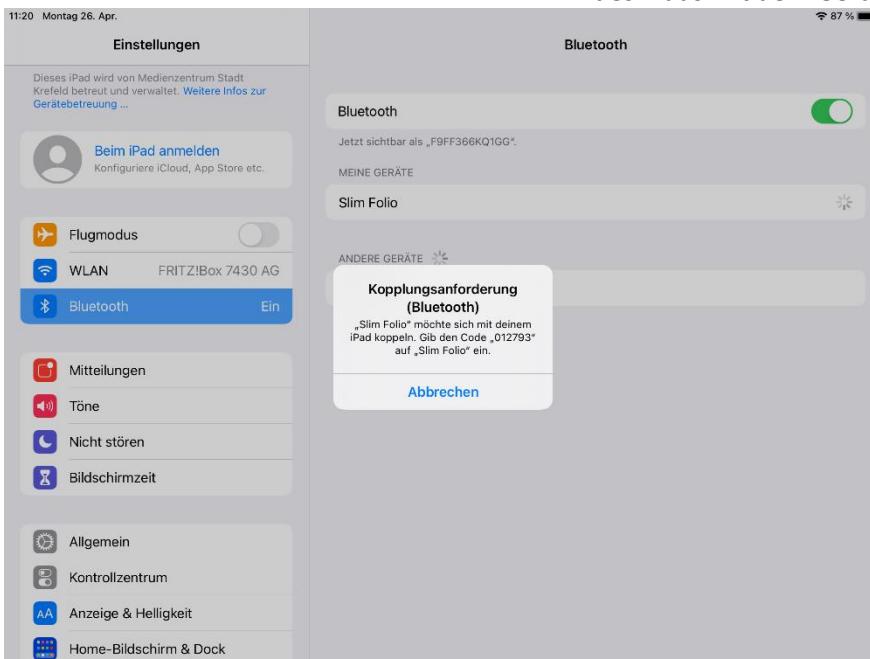 11:20 Montag 26. Apr.
87 %
Einstellungen
Dieses iPad wird von Medienzentrum Stadt
Krefeld betreut und verwaltet. Weitere Infos zur
Gerätebetreuung ...
Beim iPad anmelden
Konfiguriere iCloud, App Store etc.
Flugmodus
WLAN FRITZ!Box 7430 AG
Bluetooth Ein
Mitteilungen
Töne
Nicht stören
Bildschirmzeit
Allgemein
Kontrollzentrum
AA Anzeige & Helligkeit
Home-Bildschirm & Dock
Bluetooth
Bluetooth
Jetzt sichtbar als „F9FF366KQ1GG“.
MEINE GERÄTE
Slim Folio
ANDERE GERÄTE
Kopplungsanforderung
(Bluetooth)
„Slim Folio“ möchte sich mit deinem
iPad koppeln. Gib den Code „012793“
auf „Slim Folio“ ein.
Abbrechen